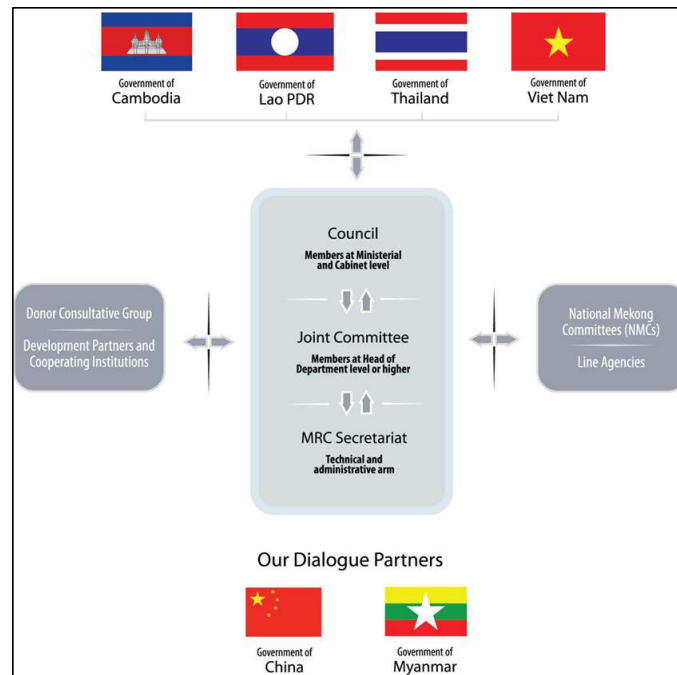 Government of
Cambodia
Government of
Lao PDR
Government of
Thailand
Government of
Viet Nam
Council
Members at Ministerial
and Cabinet level
Donor Consultative Group
Development Partners and
Cooperating Institutions
Joint Committee
Members at Head of
Department level or higher
National Mekong
Committees (NMCs)
Line Agencies
MRC Secretariat
Technical and
administrative arm
Our Dialogue Partners
Government of
China
Government of
Myanmar